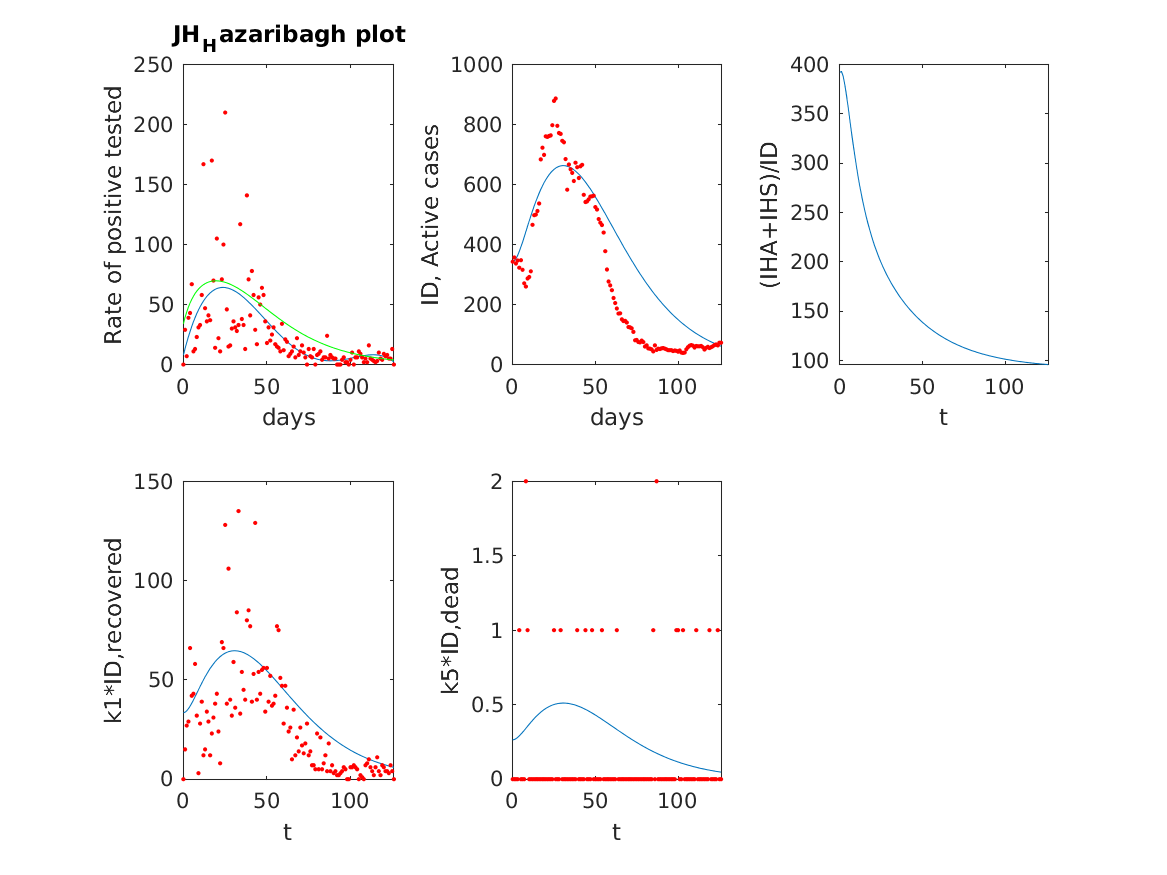 JH_Hazaribagh plot
250
200
150
100
50
0
0 50 100
Rate of positive tested
days
1000
800
600
400
200
0
0 50 100
ID, Active cases
days
400
350
300
250
200
150
100
0 50 100
(IHA+IHS)/ID
t
150
100
50
0
0 50 100
k1*ID,recovered
t
2
1.5
1
0.5
0
0 50 100
k5*ID,dead
t